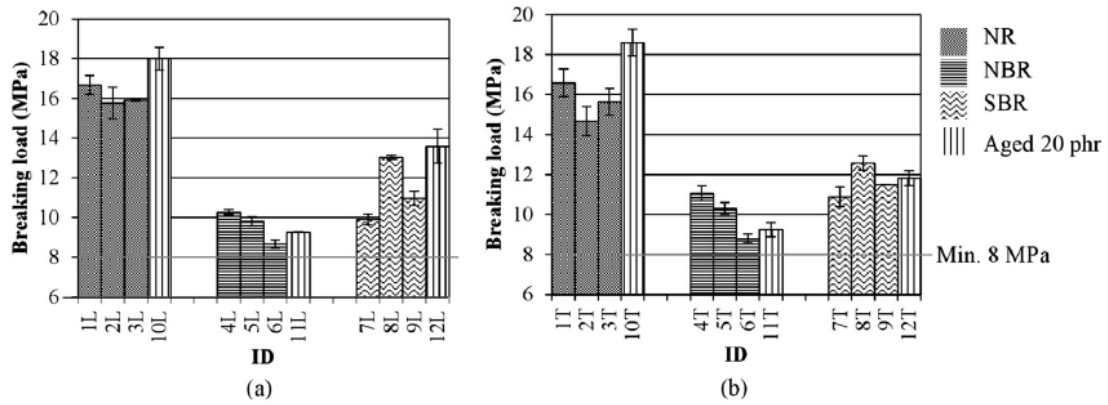 Breaking load (MPa)
20
18
16
14
12
10
8
6
1L 2L 3L 10L 4L 5L 6L 11L 7L 8L 9L 12L
ID
(a)
Breaking load (MPa)
20
18
16
14
12
10
8
6
1T 2T 3T 10T 4T 5T 6T 11T 7T 8T 9T 12T
ID
(b)
NR
NBR
SBR
Aged 20 phr
Min. 8 MPa